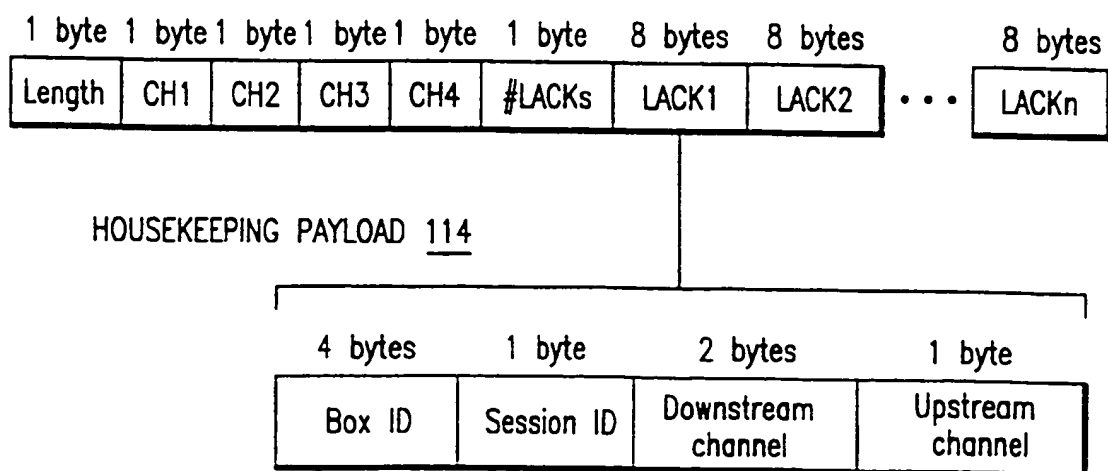 1 byte 1 byte 1 byte 1 byte 1 byte 1 byte 8 bytes 8 bytes 8 bytes
Length CH1 CH2 CH3 CH4 #LACKs LACK1 LACK2 • • • LACKn
HOUSEKEEPING PAYLOAD 114
4 bytes 1 byte 2 bytes 1 byte
Box ID Session ID Downstream channel Upstream channel